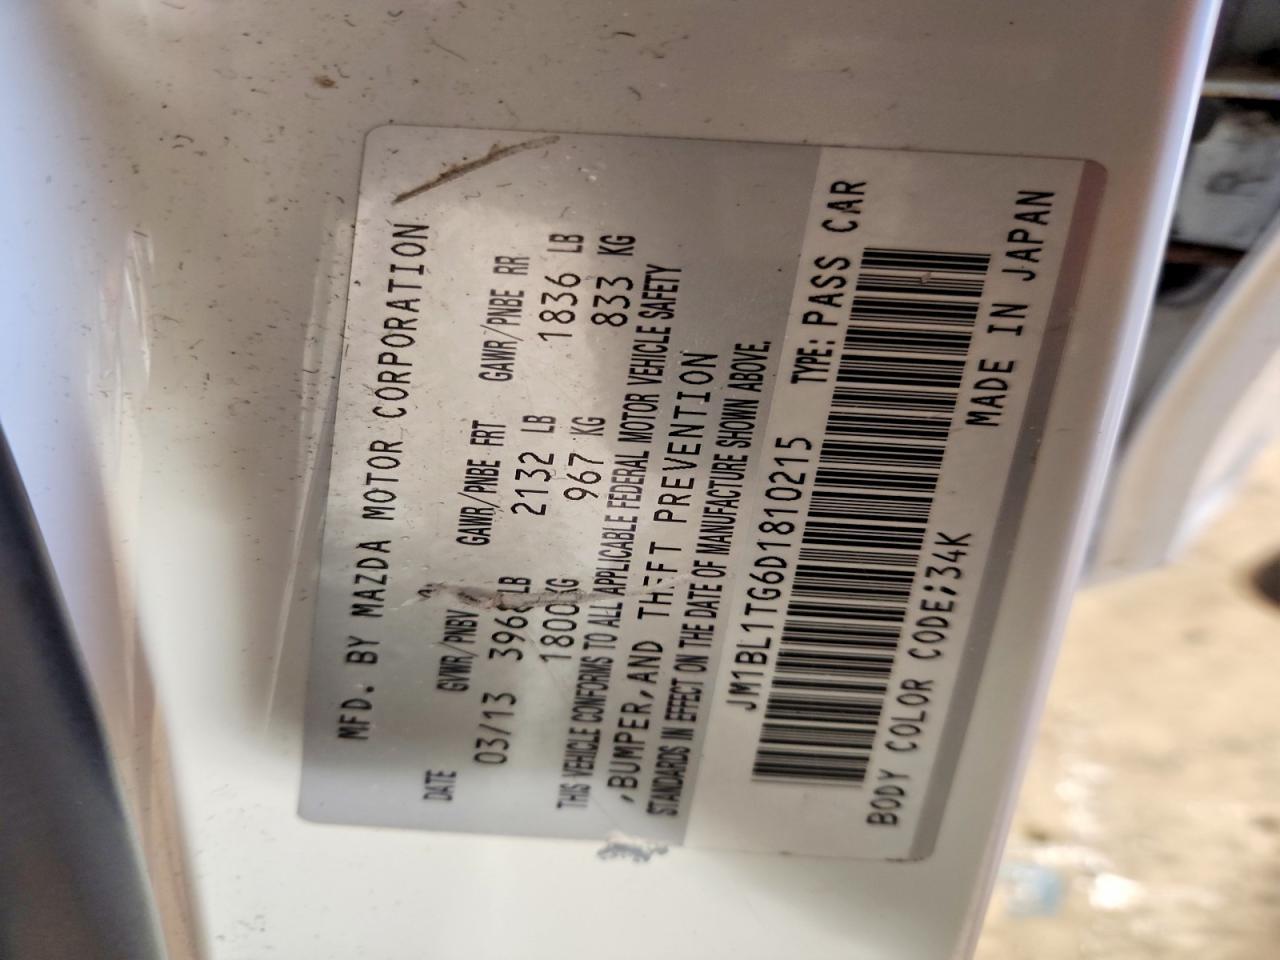 MFD. BY MAZDA MOTOR CORPORATION
DATE GVWR/PNBV GAWR/PNBE FRT GAWR/PNBE RR
03/13 LB 2132 LB 1836 LB
1800KG 967 KG 833 KG
THIS VEHICLE CONFORMS TO ALL APPLICABLE FEDERAL MOTOR VEHICLE SAFETY
,BUMPER,AND THEFT PREVENTION
STANDARDS IN EFFECT ON THE DATE OF MANUFACTURE SHOWN ABOVE.
JM1BL1TG6D1810215 TYPE: PASS CAR
BODY COLOR CODE;34K MADE IN JAPAN